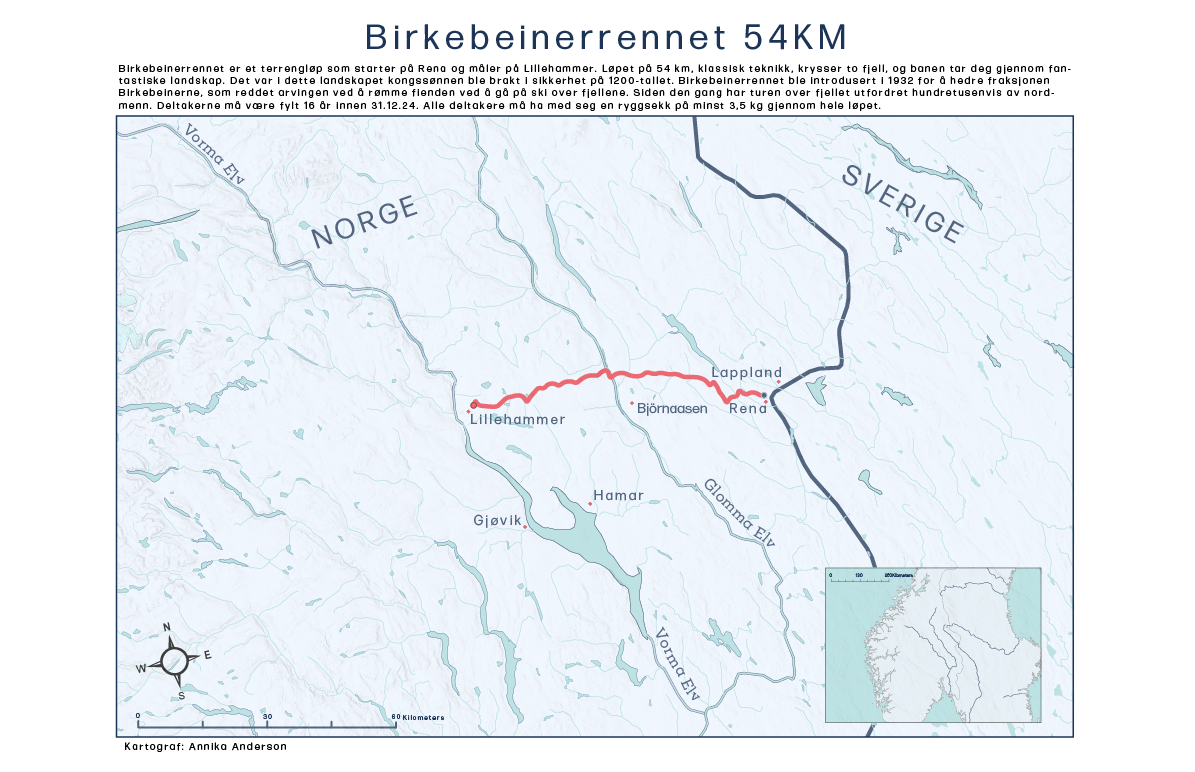 Birkebeinerrennet 54KM
Birkebeinerrennet er et terrengløp som starter på Rena og måler på Lillehammer. Løpet på 54 km, klassisk teknikk, krysser to fjell, og banen tar deg gjennom fan-
tastiske landskap. Det var i dette landskapet kongssønnen ble brakt i sikkerhet på 1200-tallet. Birkebeinerrennet ble introdusert i 1932 for å hedre fraksjonen
Birkebeinerne, som reddet arvingen ved å rømme fienden ved å gå på ski over fjellene. Siden den gang har turen over fjellet utfordret hundretusenvis av nord-
menn. Deltakerne må være fylt 16 år innen 31.12.24. Alle deltakere må ha med seg en ryggsekk på minst 3,5 kg gjennom hele løpet.
Vorma Elv
SVERIGE
NORGE
Lappland
Björnaasen
Rena
Lillehammer
Glomma Elv
Hamar
Gjøvik
0 130 260 Kilometers
Vorma Elv
N
W E
S
0 30 60 Kilometers
Kartograf: Annika Anderson